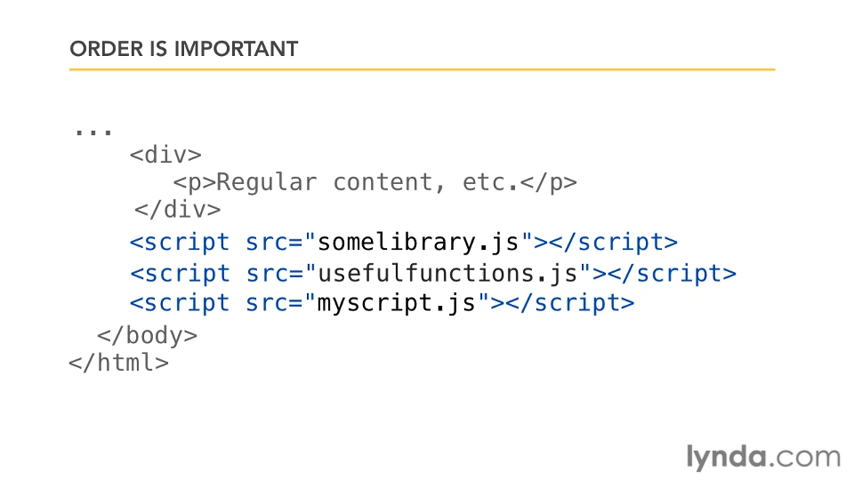 ORDER IS IMPORTANT
...
<div>
<p>Regular content, etc.</p>
</div>
<script src="somelibrary.js"></script>
<script src="usefulfunctions.js"></script>
<script src="myscript.js"></script>
</body>
</html>
lynda.com